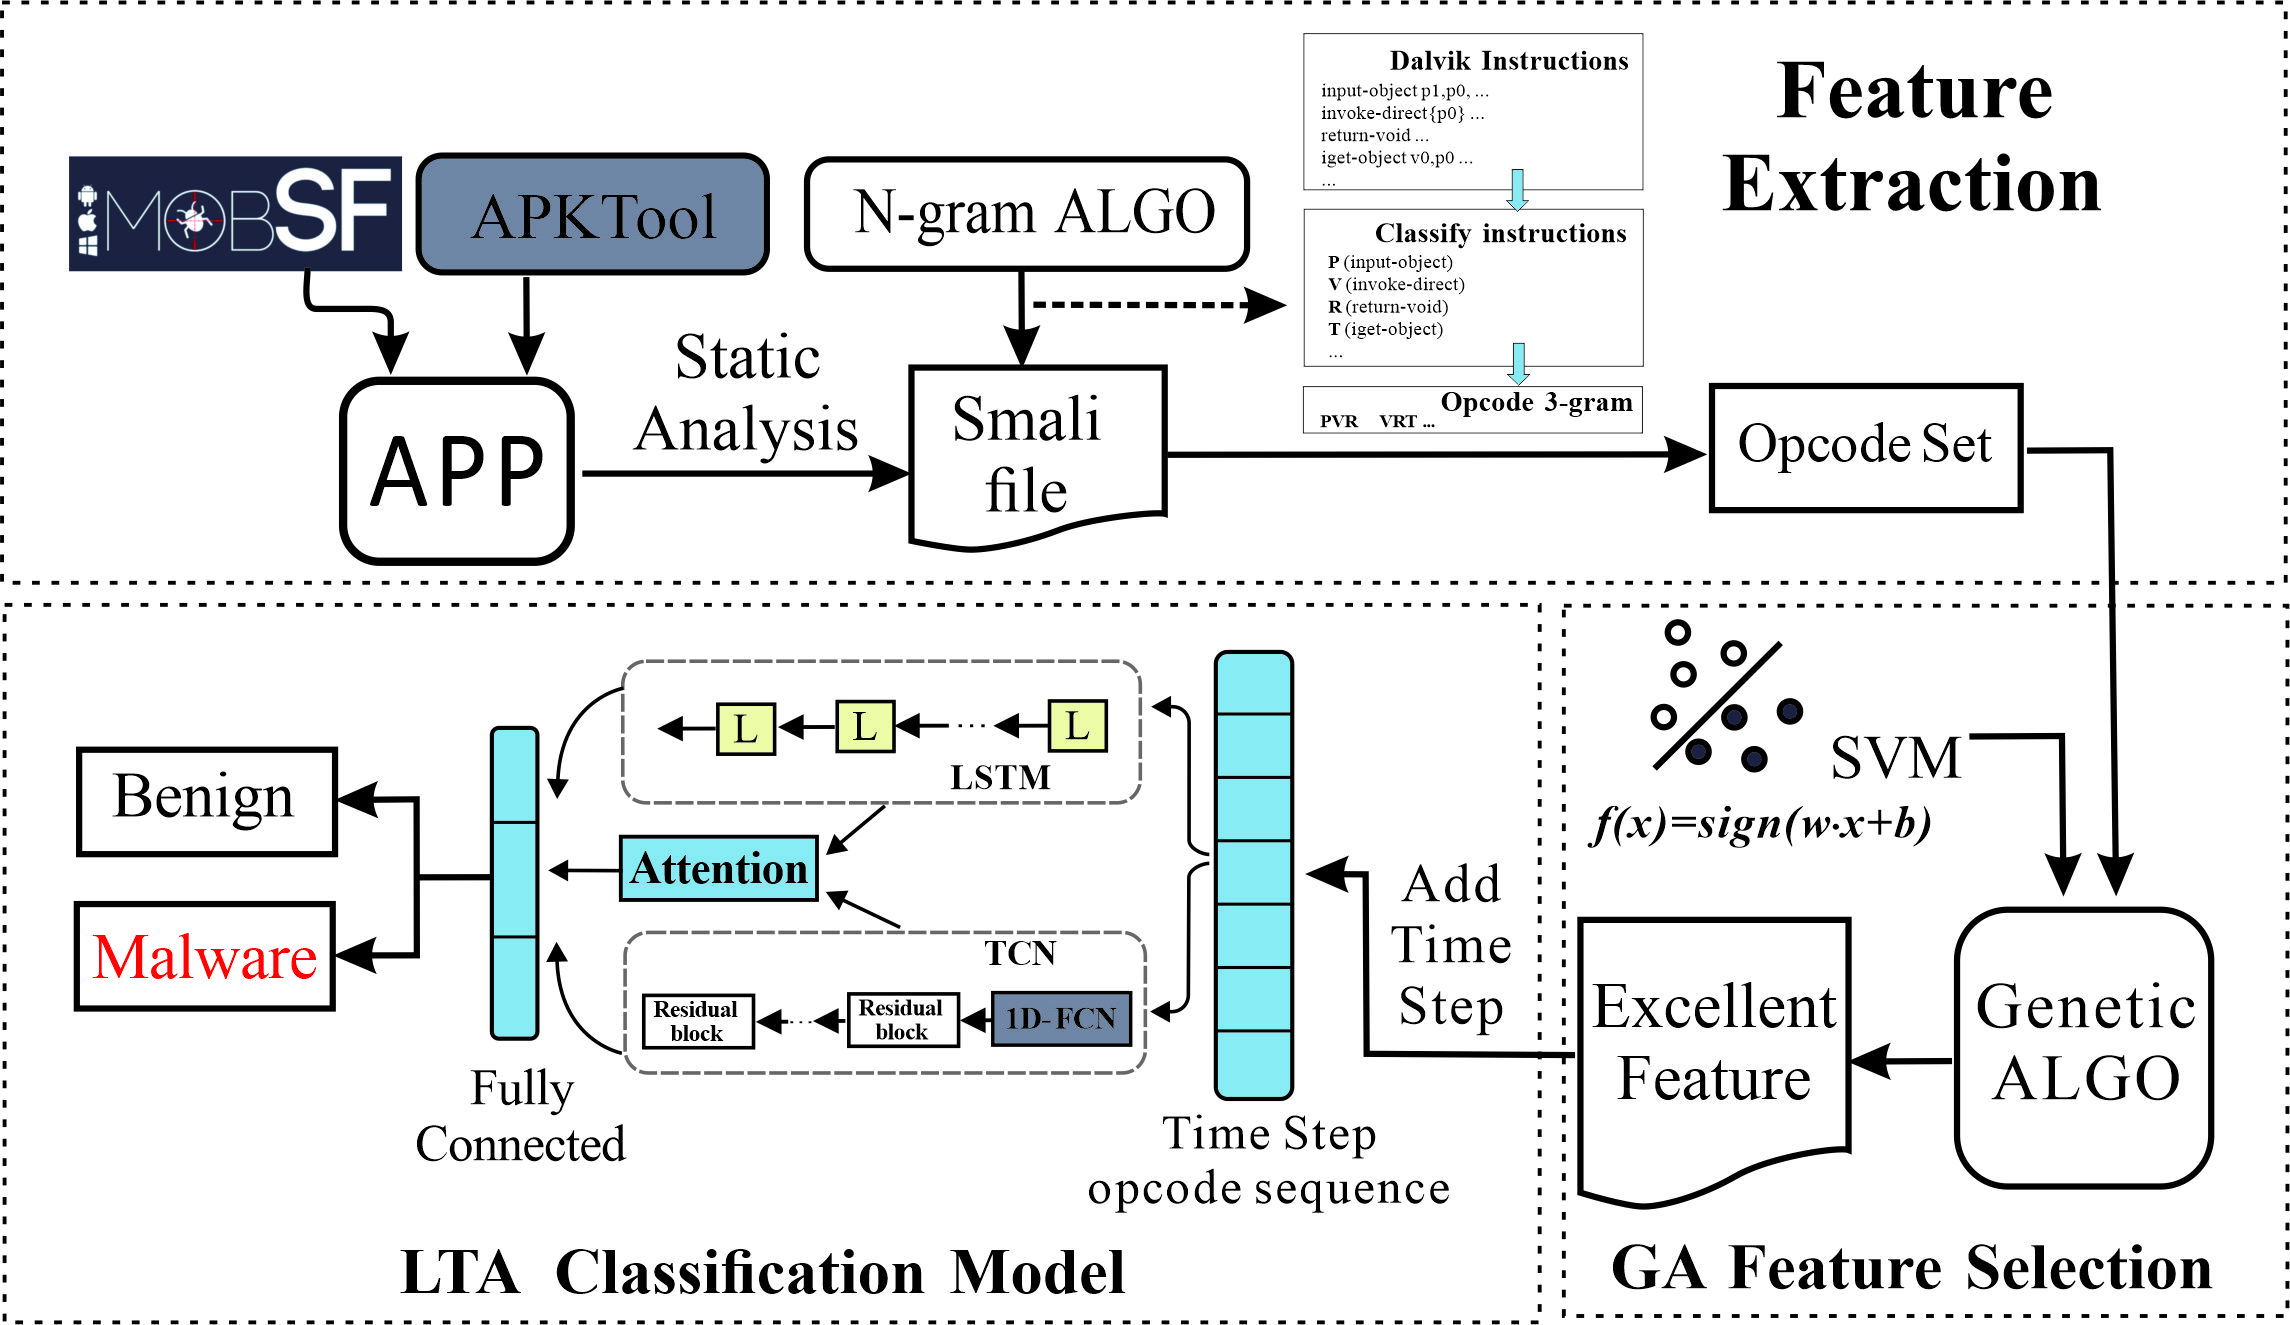 Feature
Extraction
MOBSF
APKTool
N-gram ALGO
Dalvik Instructions
input-object p1,p0, ...
invoke-direct{p0} ...
return-void ...
iget-object v0,p0 ...
...
Classify instructions
P (input-object)
V (invoke-direct)
R (return-void)
T (iget-object)
...
Opcode 3-gram
PVR VRT ...
APP
Static
Analysis
Smali
file
Opcode Set
SVM
f(x)=sign(w·x+b)
Genetic
ALGO
Excellent
Feature
GA Feature Selection
Add
Time
Step
Time Step
opcode sequence
L
L
....
L
LSTM
Attention
TCN
Residual
block
....
Residual
block
1D-FCN
Fully
Connected
Benign
Malware
LTA Classification Model